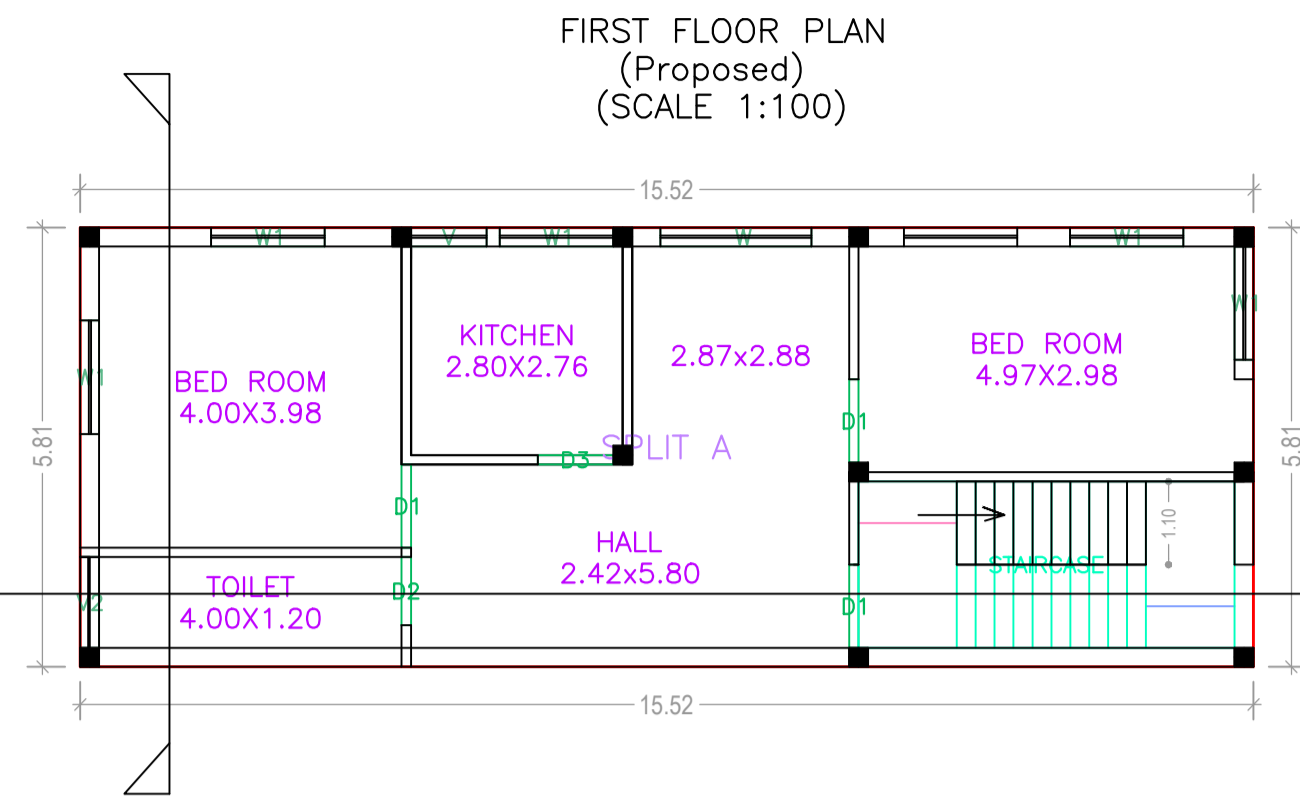 FIRST FLOOR PLAN
(Proposed)
(SCALE 1:100)
15.52
W1
V
W1
W
W1
W1
KITCHEN
2.80X2.76
2.87x2.88
BED ROOM
4.97X2.98
W1
BED ROOM
4.00X3.98
D1
5.81
SPLIT A
5.81
D3
D1
1.10
HALL
2.42x5.80
STAIRCASE
TOILET
4.00X1.20
D2
V2
D1
15.52